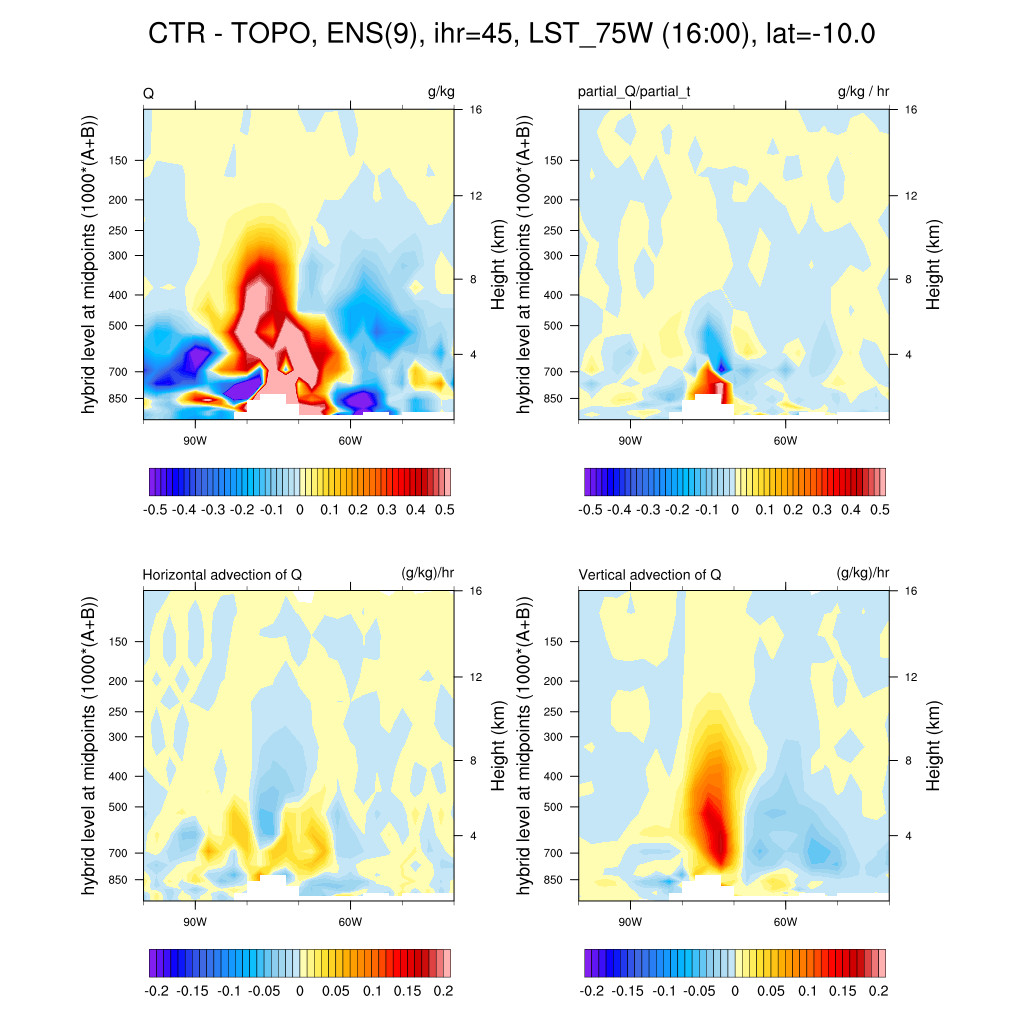 CTR - TOPO, ENS(9), ihr=45, LST_75W (16:00), lat=-10.0
Q g/kg
hybrid level at midpoints (1000*(A+B))
150
200
250
300
400
500
700
850
16
12
8
4
Height (km)
90W 60W
-0.5 -0.4 -0.3 -0.2 -0.1 0 0.1 0.2 0.3 0.4 0.5
partial_Q/partial_t g/kg / hr
hybrid level at midpoints (1000*(A+B))
150
200
250
300
400
500
700
850
16
12
8
4
Height (km)
90W 60W
-0.5 -0.4 -0.3 -0.2 -0.1 0 0.1 0.2 0.3 0.4 0.5
Horizontal advection of Q (g/kg)/hr
hybrid level at midpoints (1000*(A+B))
150
200
250
300
400
500
700
850
16
12
8
4
Height (km)
90W 60W
-0.2 -0.15 -0.1 -0.05 0 0.05 0.1 0.15 0.2
Vertical advection of Q (g/kg)/hr
hybrid level at midpoints (1000*(A+B))
150
200
250
300
400
500
700
850
16
12
8
4
Height (km)
90W 60W
-0.2 -0.15 -0.1 -0.05 0 0.05 0.1 0.15 0.2